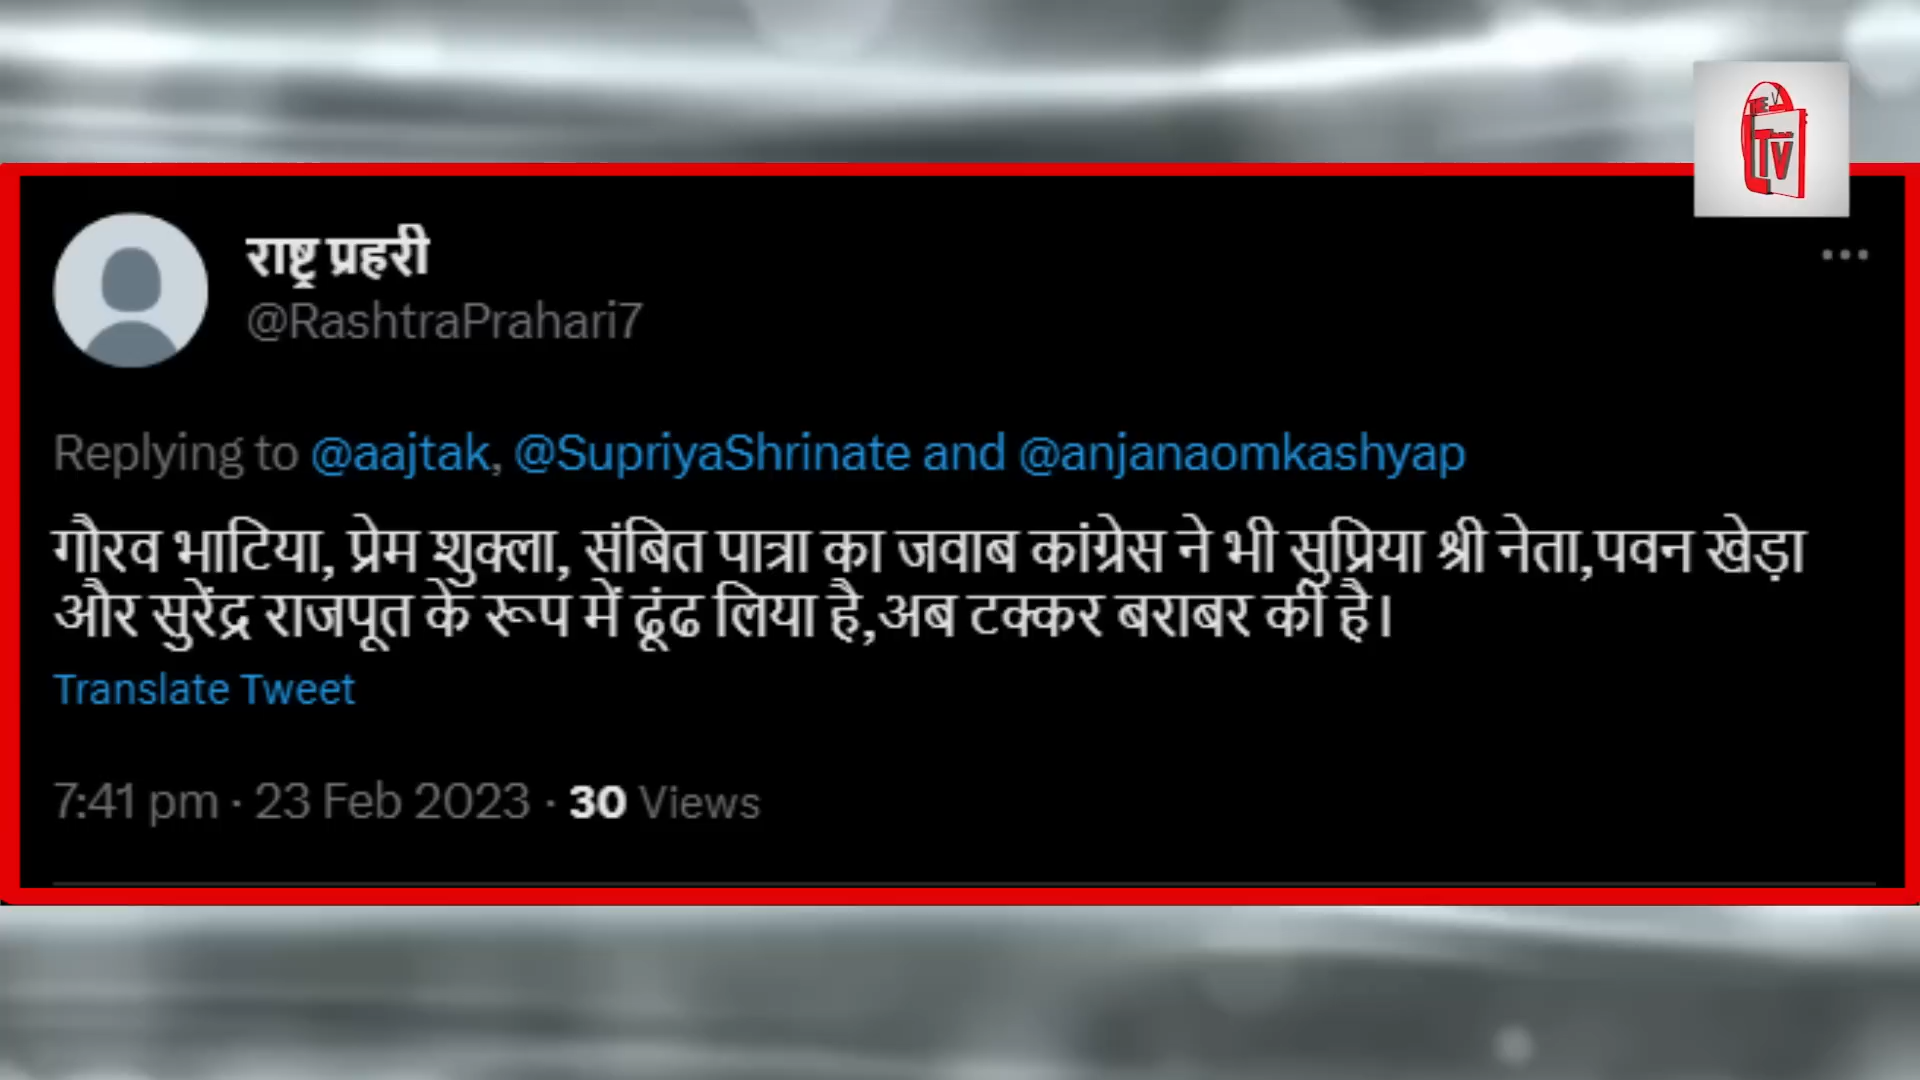 TV
राष्ट्र प्रहरी
@RashtraPrahari7
Replying to @aajtak, @SupriyaShrinate and @anjanaomkashyap
गौरव भाटिया, प्रेम शुक्ला, संबित पात्रा का जवाब कांग्रेस ने भी सुप्रिया श्री नेता,पवन खेड़ा
और सुरेंद्र राजपूत के रूप में ढूंढ लिया है,अब टक्कर बराबर की है।
Translate Tweet
7:41 pm · 23 Feb 2023 · 30 Views